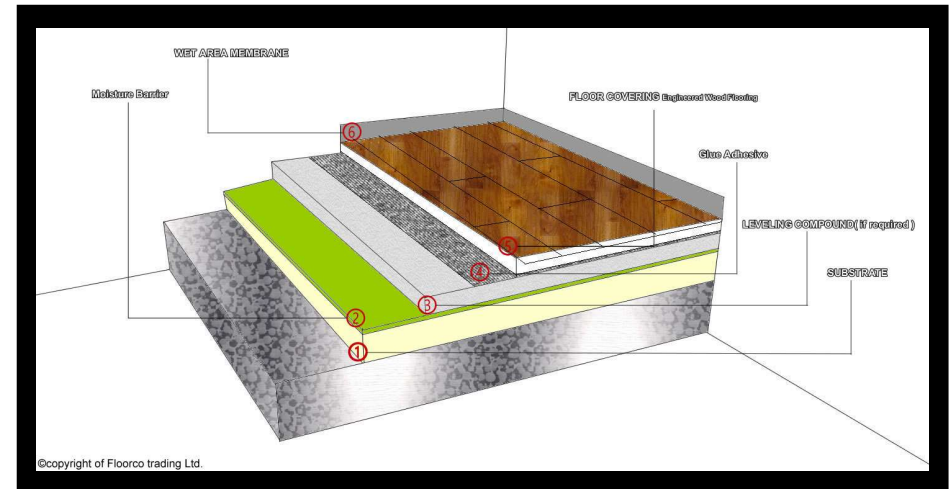 WET AREA MEMBRANE
Moisture Barrier
FLOOR COVERING Engineered Wood Flooring
Glue Adhesive
LEVELING COMPOUND( if required )
SUBSTRATE
6
5
4
3
2
1
©copyright of Floorco trading Ltd.